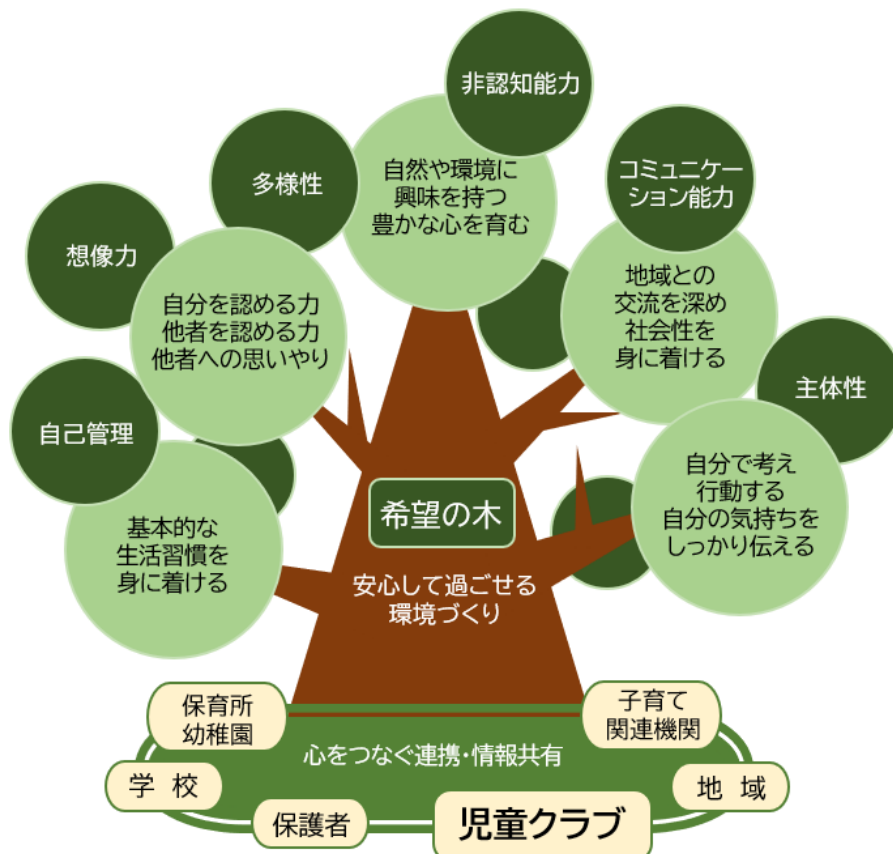 非認知能力
自然や環境に
興味を持つ
豊かな心を育む
多様性
コミュニケー
ション能力
想像力
自分を認める力
他者を認める力
他者への思いやり
地域との
交流を深め
社会性を
身に着ける
主体性
自己管理
基本的な
生活習慣を
身に着ける
自分で考え
行動する
自分の気持ちを
しっかり伝える
希望の木
安心して過ごせる
環境づくり
保育所
幼稚園
子育て
関連機関
心をつなぐ連携・情報共有
学 校
地 域
保護者
児童クラブ